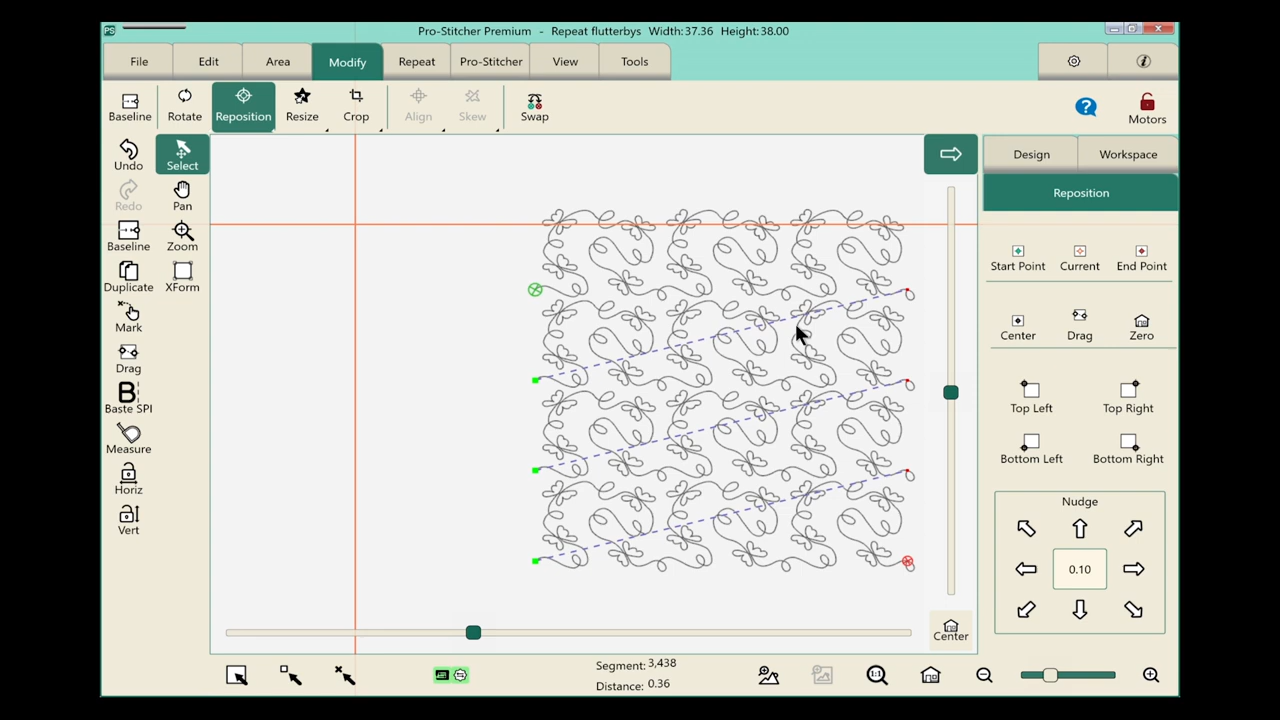 PS Pro-Stitcher Premium - Repeat flutterbys Width:37.36 Height:38.00
File Edit Area Modify Repeat Pro-Stitcher View Tools
Baseline Rotate Reposition Resize Crop Align Skew Swap Motors
Undo Select
Redo Pan
Baseline Zoom
Duplicate XForm
Mark
Drag
Baste SPI
Measure
Horiz
Vert
Design Workspace
Reposition
Start Point Current End Point
Center Drag Zero
Top Left Top Right
Bottom Left Bottom Right
Nudge
0.10
Center
Segment: 3,438
Distance: 0.36
1:1